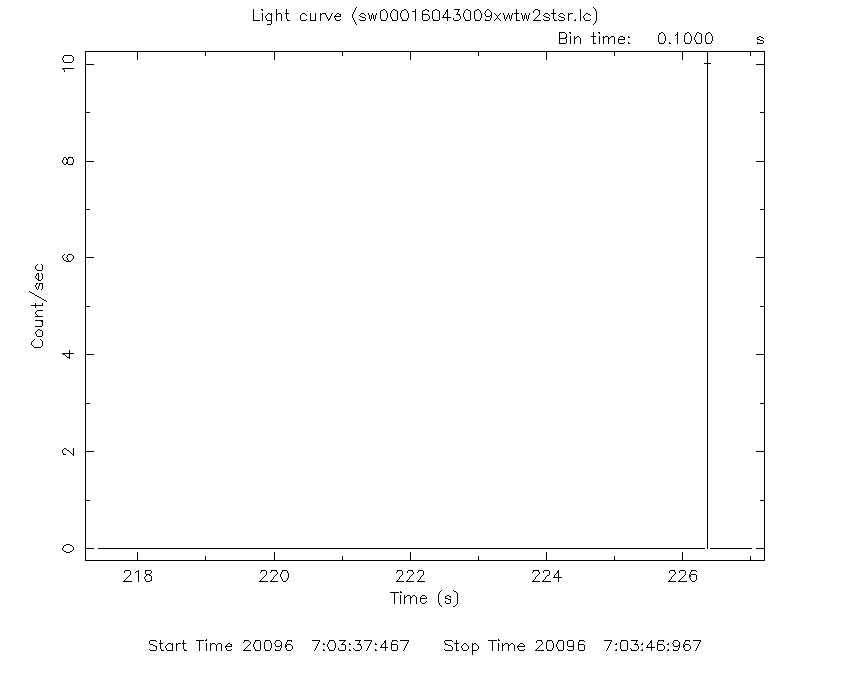 Light curve (sw00016043009xwtw2stsr.lc)
Bin time: 0.1000 s
10
8
6
4
2
0
Count/sec
218 220 222 224 226
Time (s)
Start Time 20096 7:03:37:467 Stop Time 20096 7:03:46:967